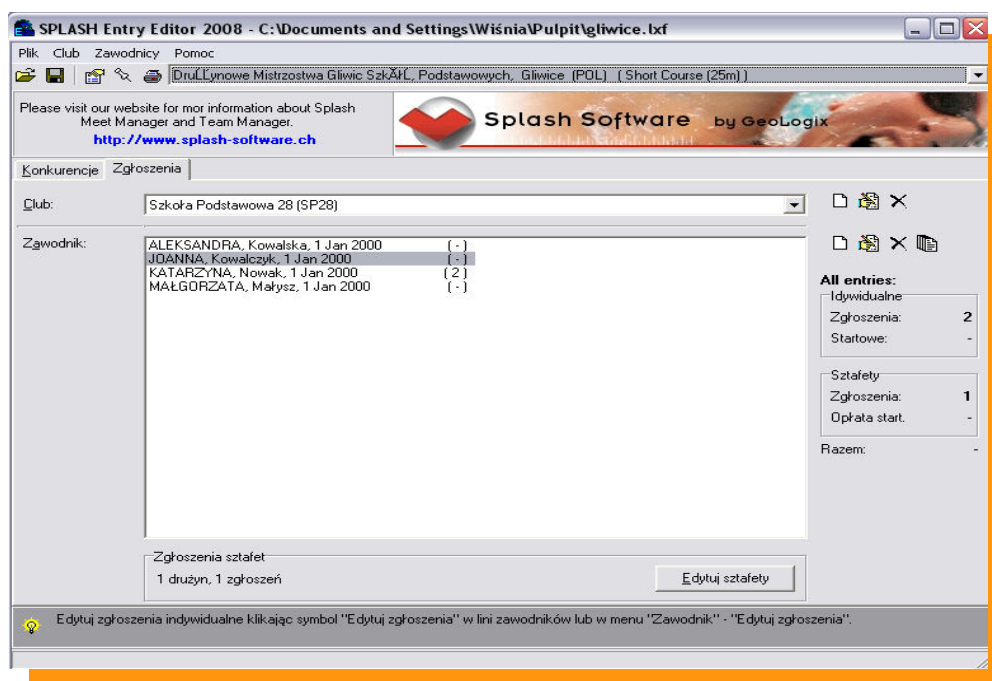 SPLASH Entry Editor 2008 - C:\Documents and Settings\Wiśnia\Pulpit\gliwice.lxf
Plik Club Zawodnicy Pomoc
DruĹĽynowe Mistrzostwa Gliwic SzkĂłĹ‚ Podstawowych, Gliwice (POL) ( Short Course (25m) )
Please visit our website for mor information about Splash
Meet Manager and Team Manager.
http://www.splash-software.ch
Splash Software by GeoLogix
Konkurencje Zgłoszenia
Club: Szkoła Podstawowa 28 (SP28)
Zawodnik:
ALEKSANDRA, Kowalska, 1 Jan 2000 ( - )
JOANNA, Kowalczyk, 1 Jan 2000 ( - )
KATARZYNA, Nowak, 1 Jan 2000 ( 2 )
MAŁGORZATA, Małysz, 1 Jan 2000 ( - )
All entries:
Idywidualne
Zgłoszenia: 2
Startowe: -
Sztafety
Zgłoszenia: 1
Opłata start. -
Razem: -
Zgłoszenia sztafet
1 drużyn, 1 zgłoszeń
Edytuj sztafety
Edytuj zgłoszenia indywidualne klikając symbol "Edytuj zgłoszenia" w lini zawodników lub w menu "Zawodnik" - "Edytuj zgłoszenia".